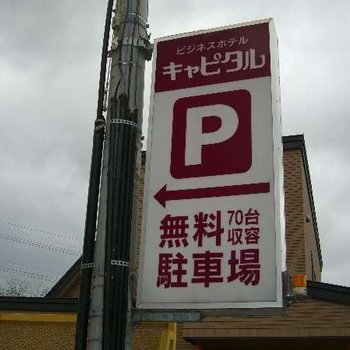 ビジネスホテル
キャピタル
P
無料 70台収容
駐車場